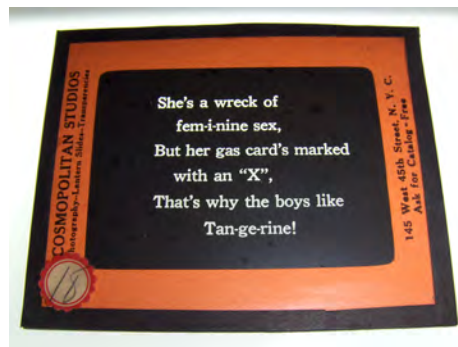 She's a wreck of
fem-i-nine sex,
But her gas card's marked
with an "X",
That's why the boys like
Tan-ge-rine!
COSMOPOLITAN STUDIOS
Photography—Lantern Slides—Transparencies
145 West 45th Street, N. Y. C.
Ask for Catalog - Free
18